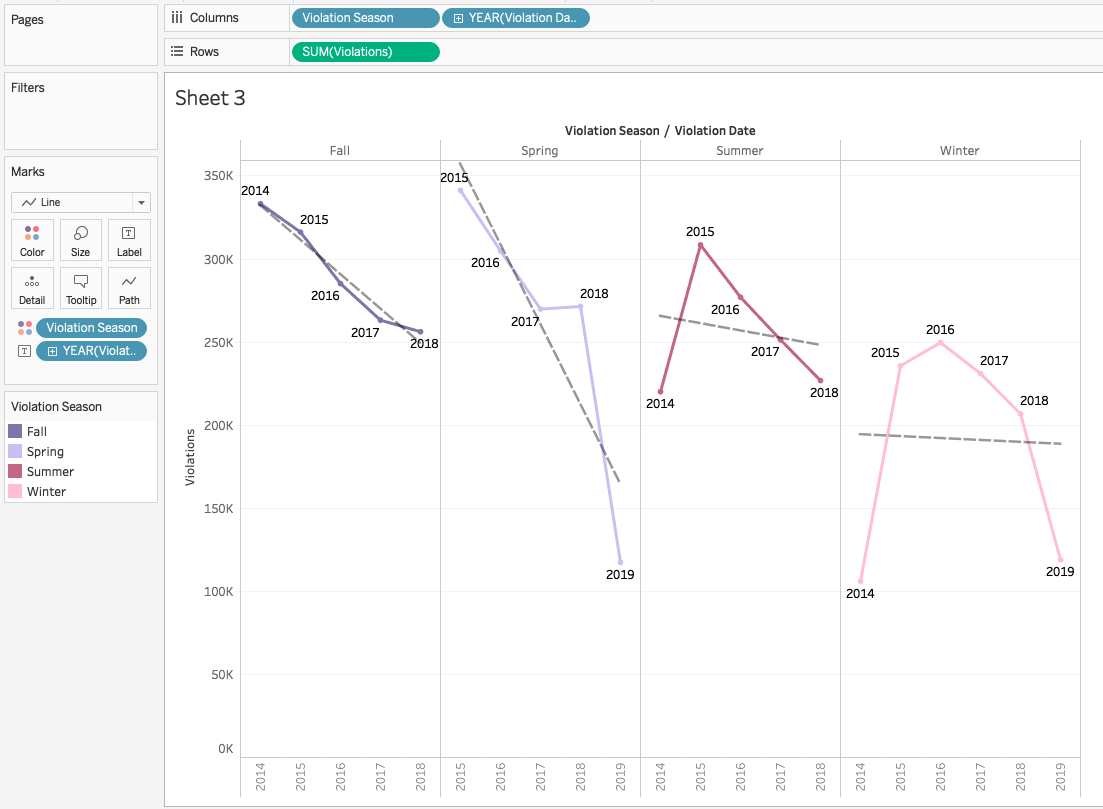 Pages
Columns
Violation Season
YEAR(Violation Da..
Rows
SUM(Violations)
Filters
Marks
Line
Color
Size
Label
Detail
Tooltip
Path
Violation Season
YEAR(Violat..
Violation Season
Fall
Spring
Summer
Winter
Sheet 3
Violation Season / Violation Date
Fall
Spring
Summer
Winter
Violations
350K
300K
250K
200K
150K
100K
50K
0K
2014
2015
2016
2017
2018
2015
2016
2017
2018
2019
2014
2015
2016
2017
2018
2014
2015
2016
2017
2018
2019
2014 2015 2016 2017 2018 2015 2016 2017 2018 2019 2014 2015 2016 2017 2018 2014 2015 2016 2017 2018 2019